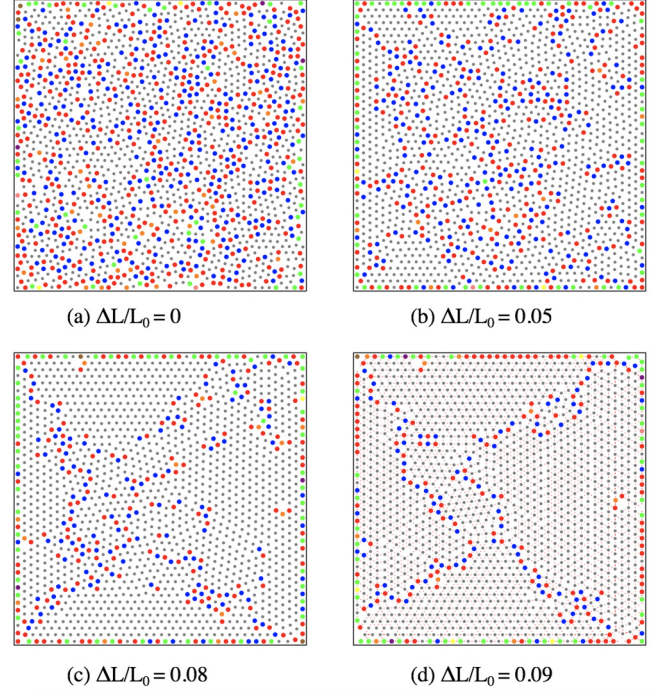 (a) ΔL/L₀ = 0
(b) ΔL/L₀ = 0.05
(c) ΔL/L₀ = 0.08
(d) ΔL/L₀ = 0.09